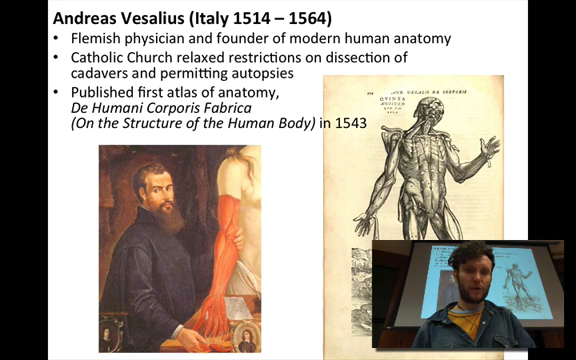 Andreas Vesalius (Italy 1514 – 1564)
• Flemish physician and founder of modern human anatomy
• Catholic Church relaxed restrictions on dissection of
cadavers and permitting autopsies
• Published first atlas of anatomy,
De Humani Corporis Fabrica
(On the Structure of the Human Body) in 1543
QUINTA